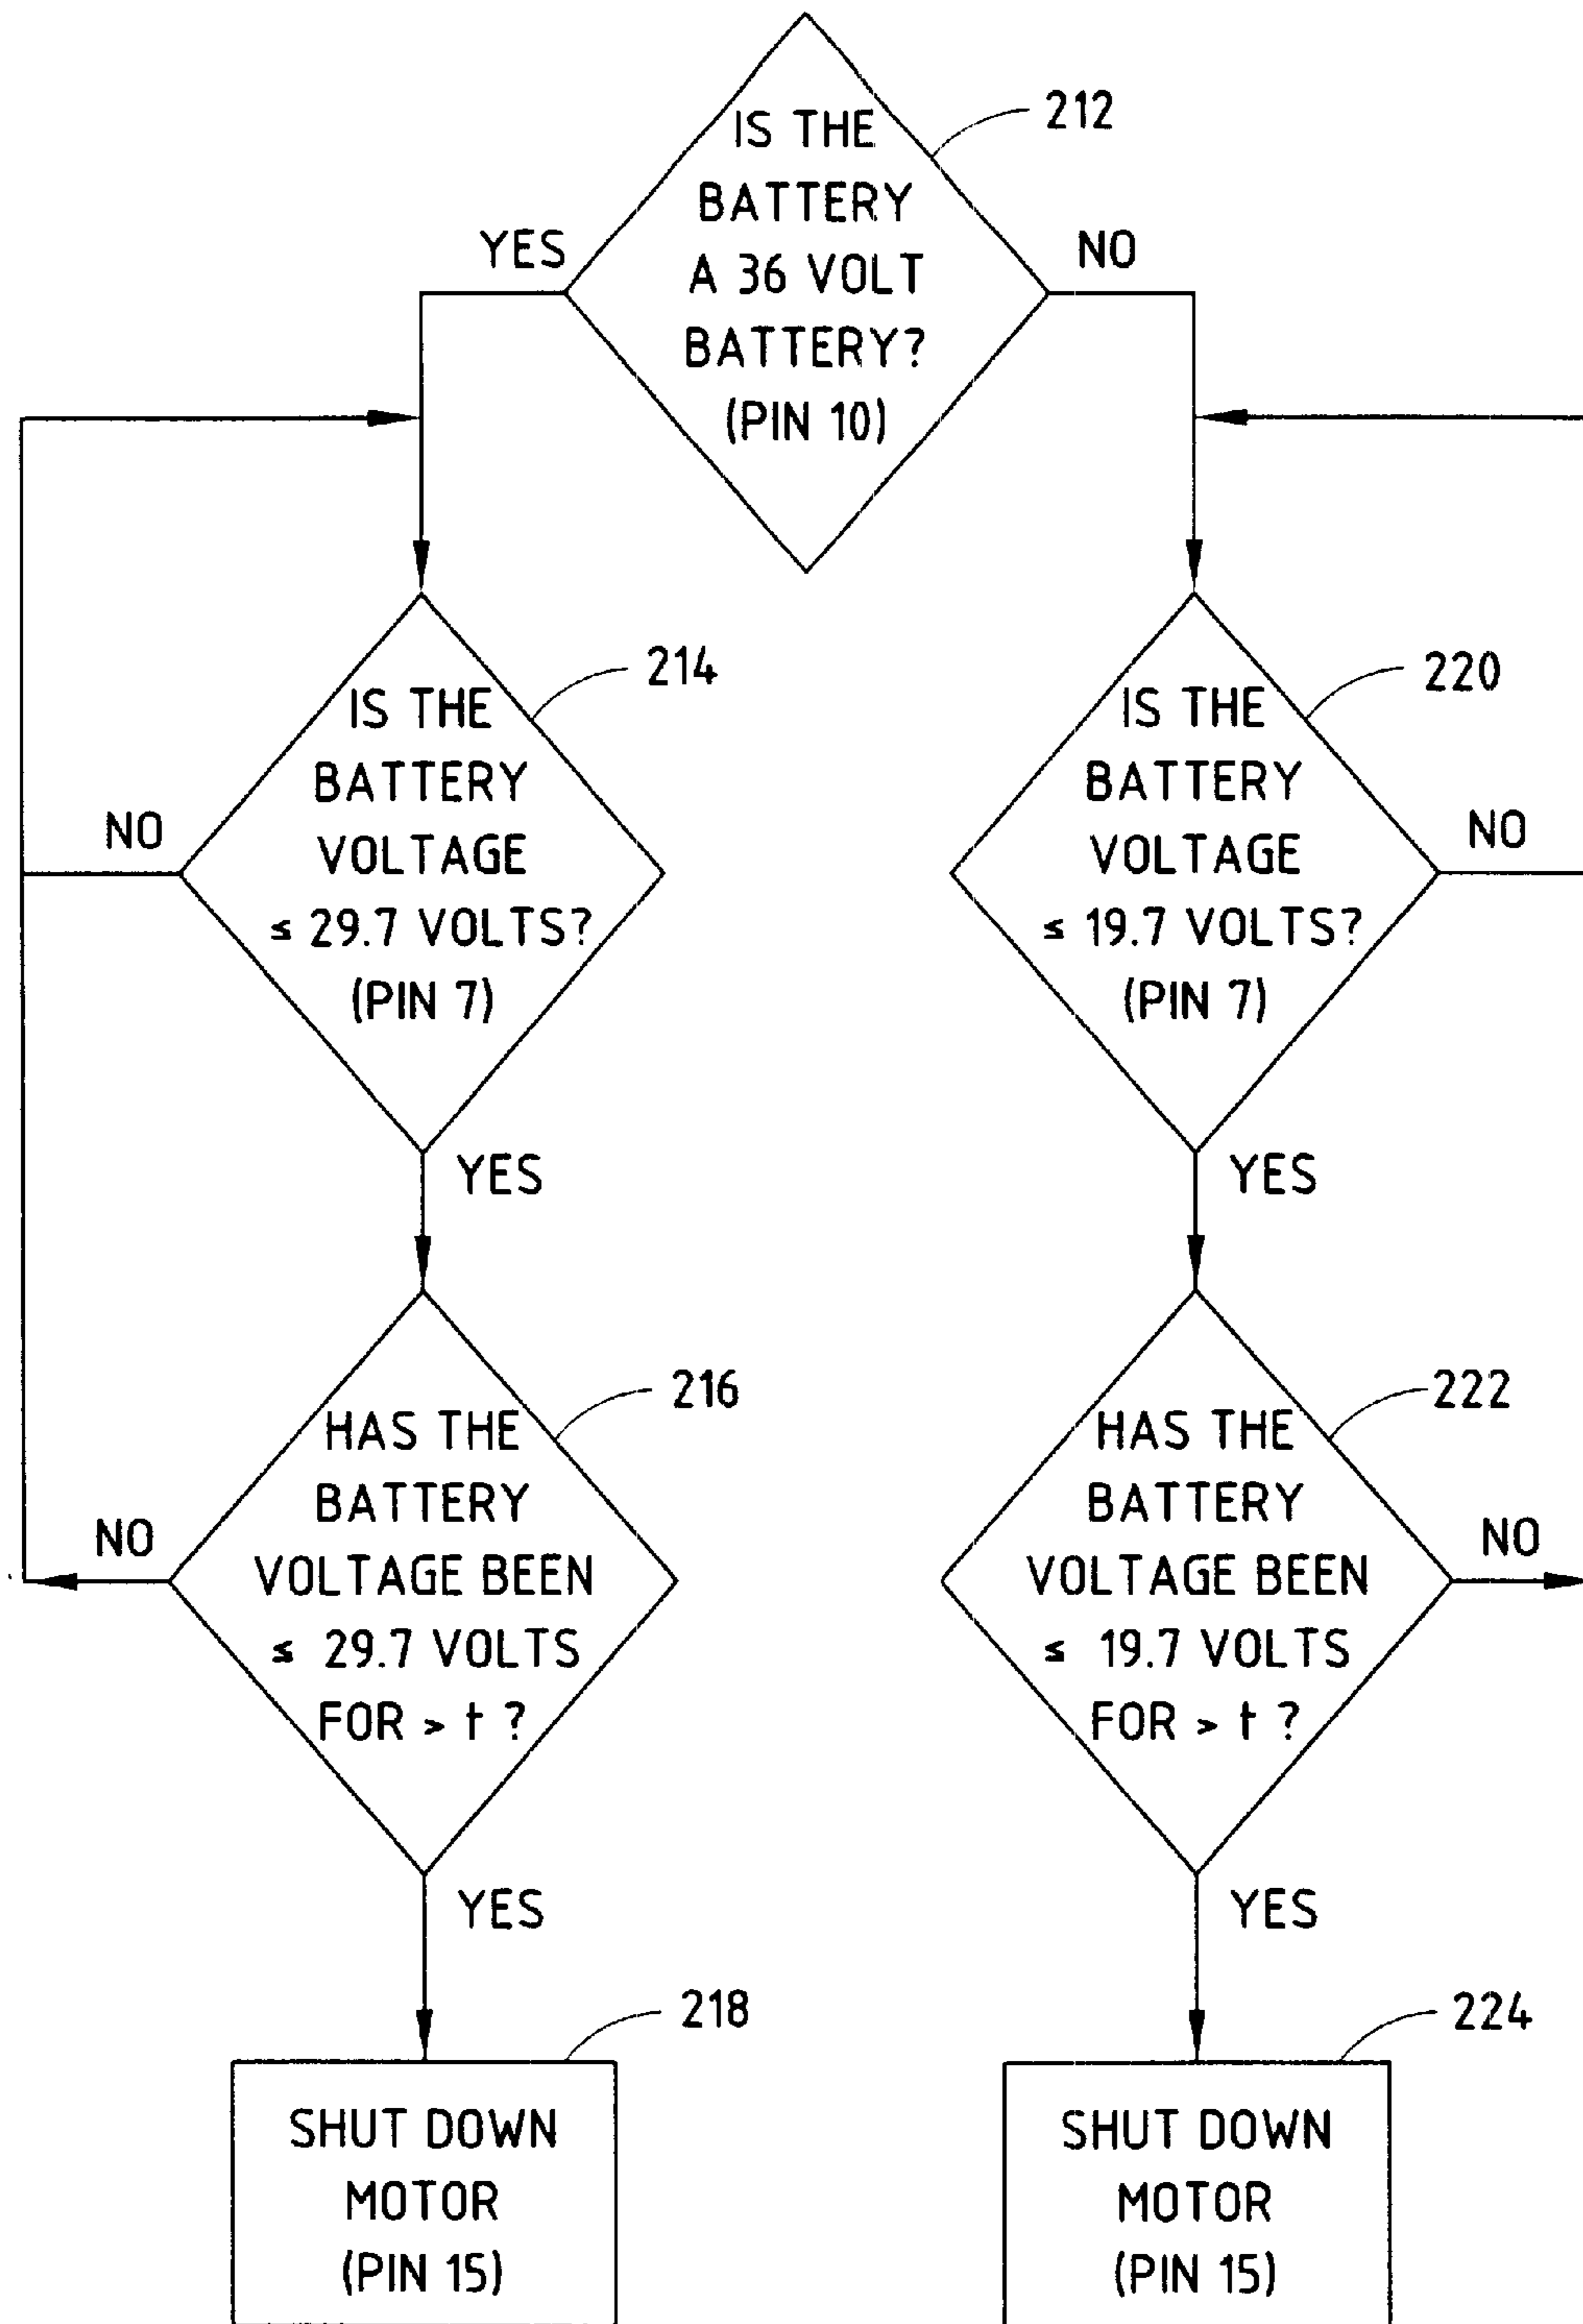 IS THE
BATTERY
A 36 VOLT
BATTERY?
(PIN 10)
212
YES
NO
IS THE
BATTERY
VOLTAGE
≤ 29.7 VOLTS?
(PIN 7)
214
NO
YES
IS THE
BATTERY
VOLTAGE
≤ 19.7 VOLTS?
(PIN 7)
220
NO
YES
HAS THE
BATTERY
VOLTAGE BEEN
≤ 29.7 VOLTS
FOR > t ?
216
NO
YES
HAS THE
BATTERY
VOLTAGE BEEN
≤ 19.7 VOLTS
FOR > t ?
222
NO
YES
218
SHUT DOWN
MOTOR
(PIN 15)
224
SHUT DOWN
MOTOR
(PIN 15)